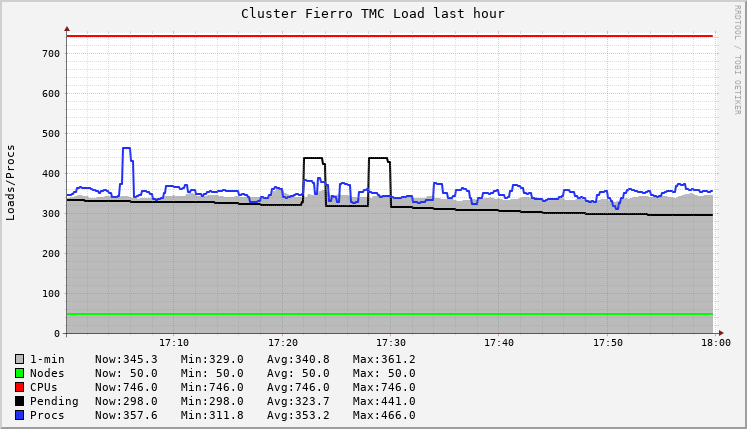 Cluster Fierro TMC Load last hour
RRDTOOL / TOBI OETIKER
Loads/Procs
700
600
500
400
300
200
100
0
17:10 17:20 17:30 17:40 17:50 18:00
1-min Now:345.3 Min:329.0 Avg:340.8 Max:361.2
Nodes Now: 50.0 Min: 50.0 Avg: 50.0 Max: 50.0
CPUs Now:746.0 Min:746.0 Avg:746.0 Max:746.0
Pending Now:298.0 Min:298.0 Avg:323.7 Max:441.0
Procs Now:357.6 Min:311.8 Avg:353.2 Max:466.0